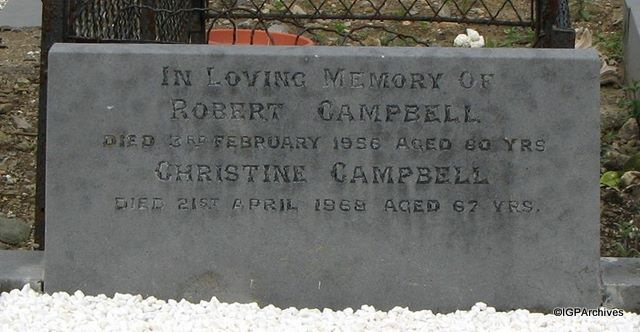 In Loving Memory Of
Robert Campbell
Died 3rd February 1956 aged 60 yrs
Christine Campbell
Died 21st April 1968 aged 67 yrs.
©IGPArchives